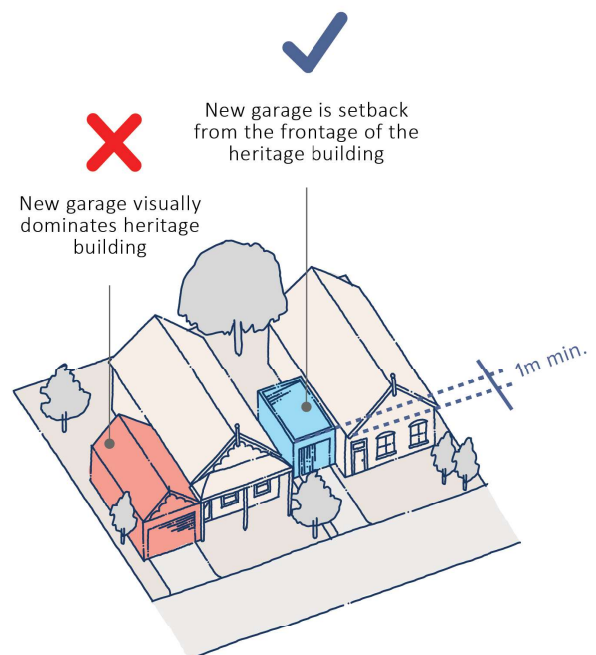 New garage is setback
from the frontage of the
heritage building
New garage visually
dominates heritage
building
1m min.